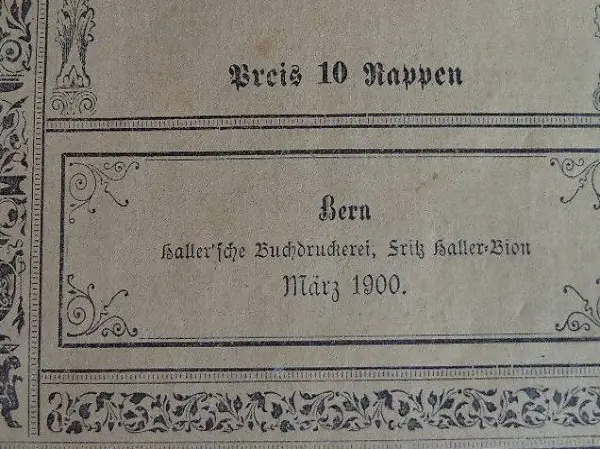 Preis 10 Rappen
Bern
Haller'sche Buchdruckerei, Fritz Haller-Bion
März 1900.